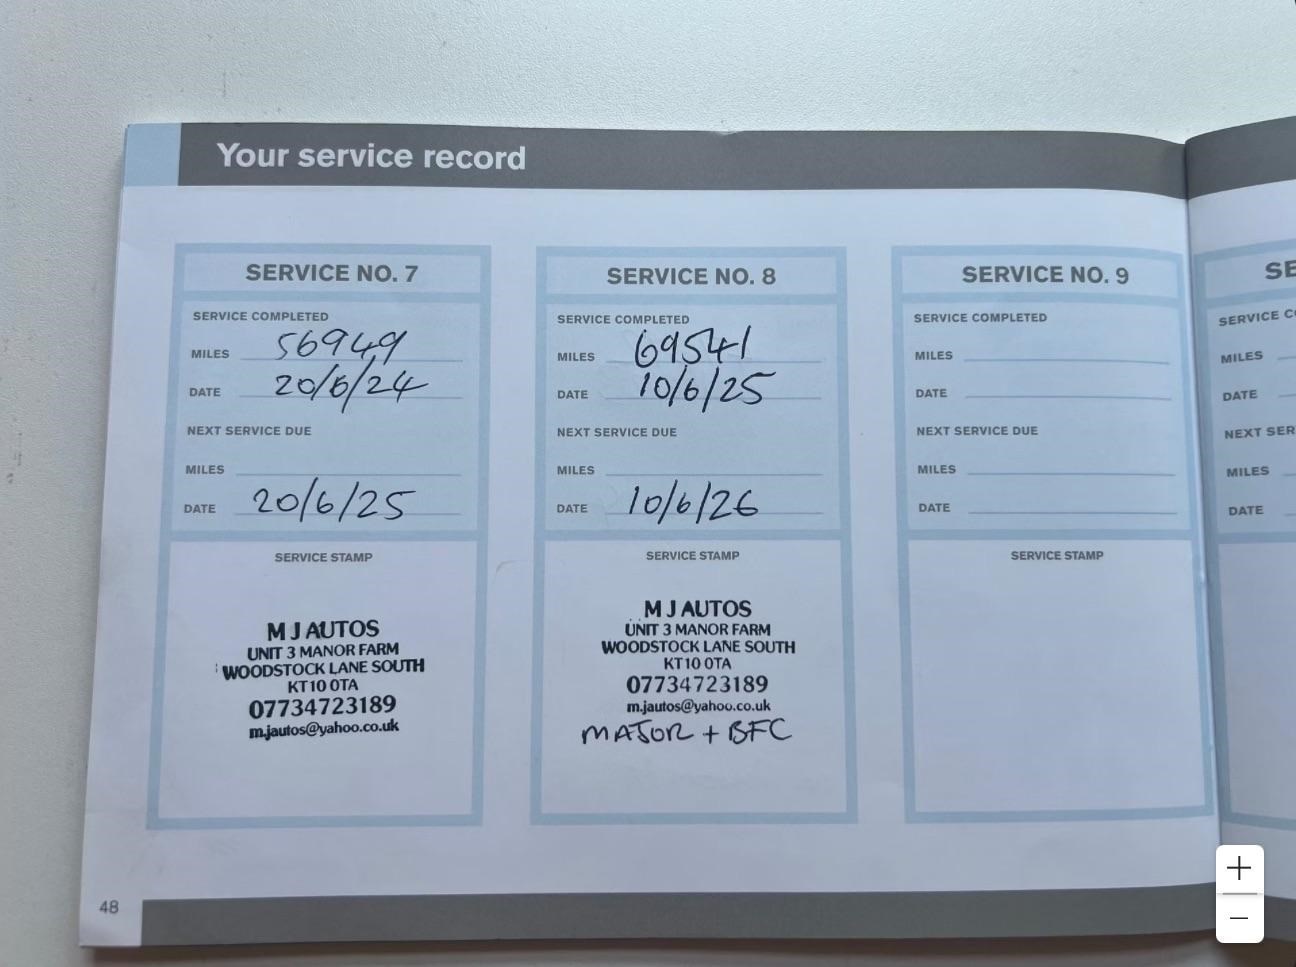 Your service record
SERVICE NO. 7
SERVICE COMPLETED
MILES 56949
DATE 20/6/24
NEXT SERVICE DUE
MILES
DATE 20/6/25
SERVICE STAMP
M J AUTOS
UNIT 3 MANOR FARM
WOODSTOCK LANE SOUTH
KT10 0TA
07734723189
m.jautos@yahoo.co.uk
SERVICE NO. 8
SERVICE COMPLETED
MILES 69541
DATE 10/6/25
NEXT SERVICE DUE
MILES
DATE 10/6/26
SERVICE STAMP
M J AUTOS
UNIT 3 MANOR FARM
WOODSTOCK LANE SOUTH
KT10 0TA
07734723189
m.jautos@yahoo.co.uk
MAJOR + BFC
SERVICE NO. 9
SERVICE COMPLETED
MILES
DATE
NEXT SERVICE DUE
MILES
DATE
SERVICE STAMP
SE
SERVICE C
MILES
DATE
NEXT SER
MILES
DATE
48